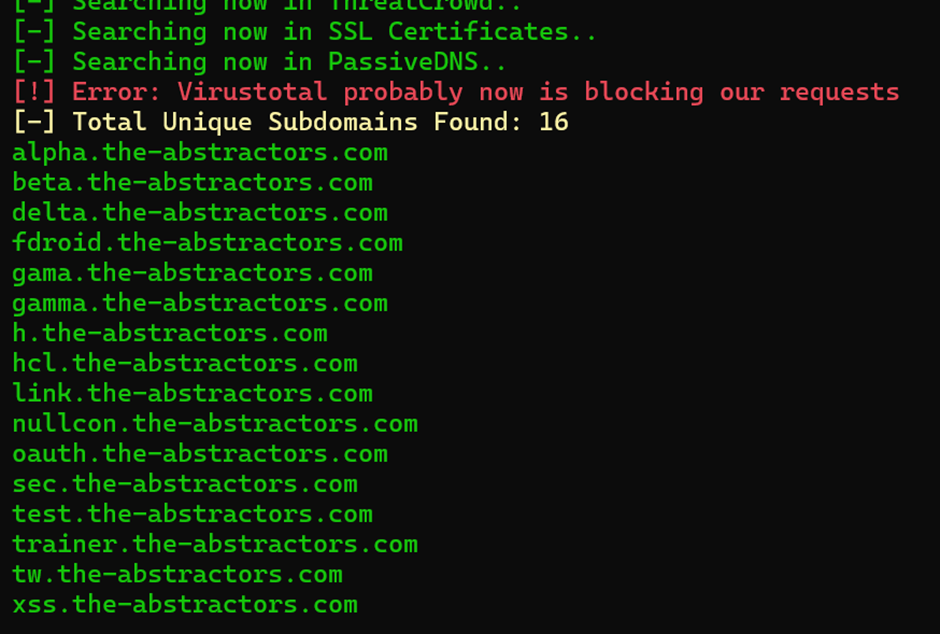 [-] Searching now in ThreatCrowd..
[-] Searching now in SSL Certificates..
[-] Searching now in PassiveDNS..
[!] Error: Virustotal probably now is blocking our requests
[-] Total Unique Subdomains Found: 16
alpha.the-abstractors.com
beta.the-abstractors.com
delta.the-abstractors.com
fdroid.the-abstractors.com
gama.the-abstractors.com
gamma.the-abstractors.com
h.the-abstractors.com
hcl.the-abstractors.com
link.the-abstractors.com
nullcon.the-abstractors.com
oauth.the-abstractors.com
sec.the-abstractors.com
test.the-abstractors.com
trainer.the-abstractors.com
tw.the-abstractors.com
xss.the-abstractors.com